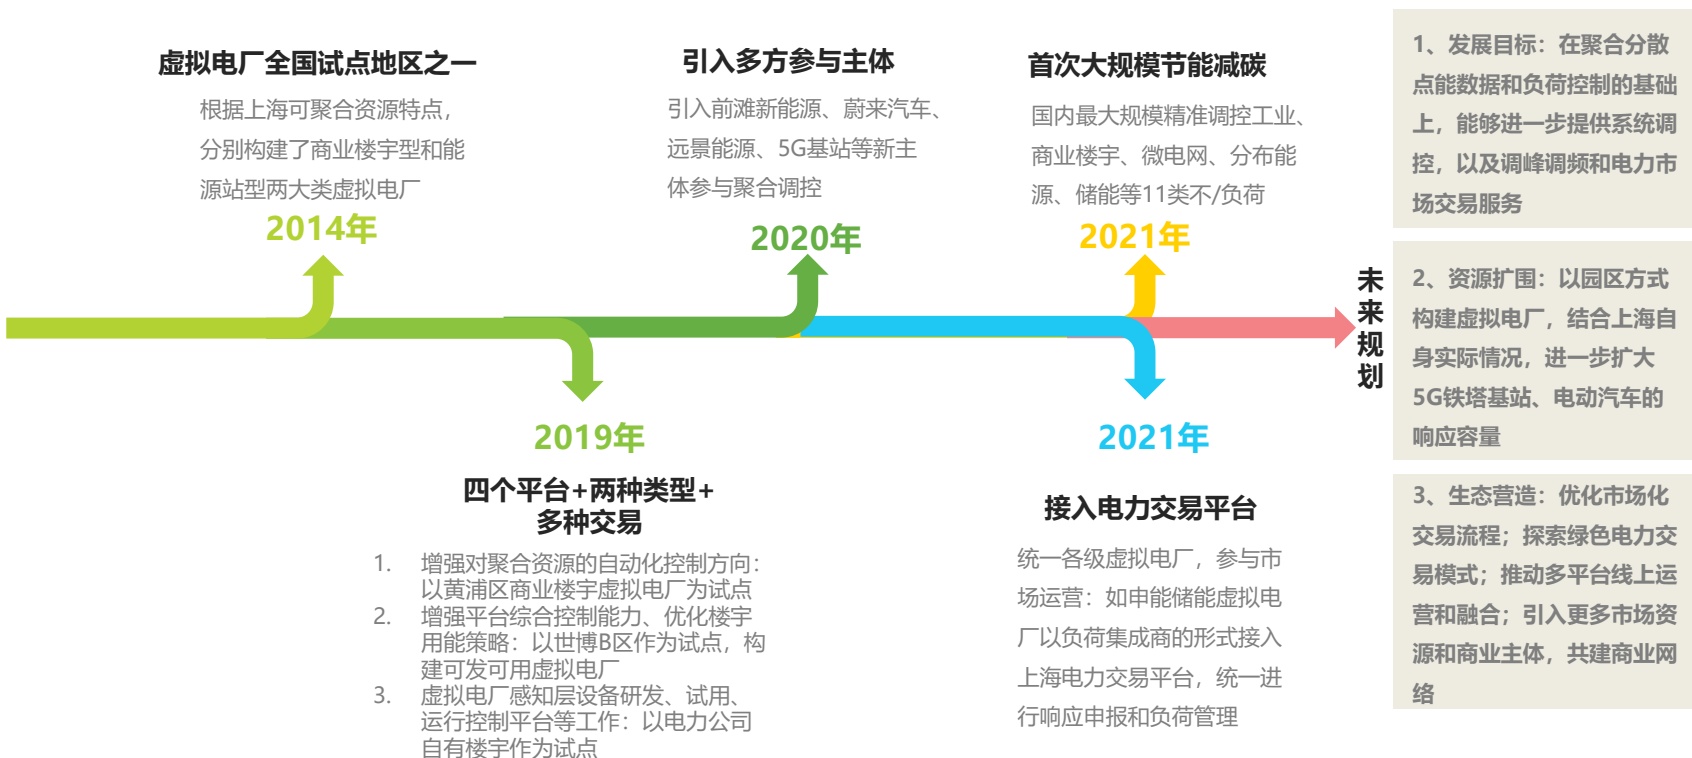 虚拟电厂全国试点地区之一
根据上海可聚合资源特点，
分别构建了商业楼宇型和能
源站型两大类虚拟电厂
2014年
引入多方参与主体
引入前滩新能源、蔚来汽车、
远景能源、5G基站等新主
体参与聚合调控
2020年
首次大规模节能减碳
国内最大规模精准调控工业、
商业楼宇、微电网、分布能
源、储能等11类不/负荷
2021年
2019年
四个平台+两种类型+
多种交易
1. 增强对聚合资源的自动化控制方向：
以黄浦区商业楼宇虚拟电厂为试点
2. 增强平台综合控制能力、优化楼宇
用能策略：以世博B区作为试点，构
建可发可用虚拟电厂
3. 虚拟电厂感知层设备研发、试用、
运行控制平台等工作：以电力公司
自有楼宇作为试点
2021年
接入电力交易平台
统一各级虚拟电厂，参与市
场运营：如申能储能虚拟电
厂以负荷集成商的形式接入
上海电力交易平台，统一进
行响应申报和负荷管理
未
来
规
划
1、发展目标：在聚合分散
点能数据和负荷控制的基础
上，能够进一步提供系统调
控，以及调峰调频和电力市
场交易服务
2、资源扩围：以园区方式
构建虚拟电厂，结合上海自
身实际情况，进一步扩大
5G铁塔基站、电动汽车的
响应容量
3、生态营造：优化市场化
交易流程；探索绿色电力交
易模式；推动多平台线上运
营和融合；引入更多市场资
源和商业主体，共建商业网
络